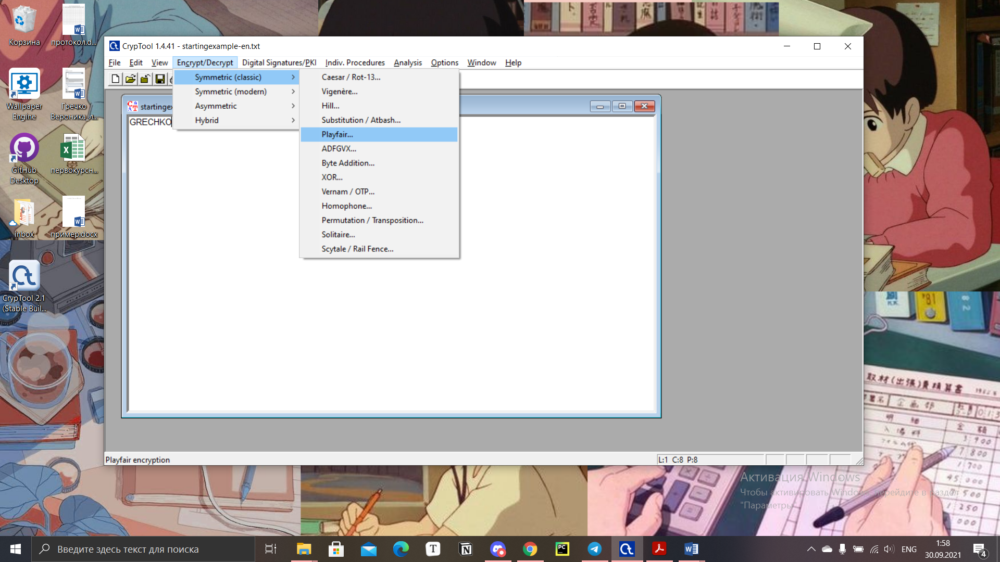 Корзина
протокол.d...
Wallpaper
Engine
Гречко
Вероника_л...
GitHub
Desktop
первокурсн...
inbox
пример.docx
CrypTool 2.1
(Stable Buil...
CrypTool 1.4.41 - startingexample-en.txt
File Edit View Encrypt/Decrypt Digital Signatures/PKI Indiv. Procedures Analysis Options Window Help
Symmetric (classic)
Symmetric (modern)
Asymmetric
Hybrid
Caesar / Rot-13...
Vigenère...
Hill...
Substitution / Atbash...
Playfair...
ADFGVX...
Byte Addition...
XOR...
Vernam / OTP...
Homophone...
Permutation / Transposition...
Solitaire...
Scytale / Rail Fence...
GRECHKO
Playfair encryption
L:1 C:8 P:8
Активация Windows
Чтобы активировать Windows, перейдите в раздел
"Параметры".
Введите здесь текст для поиска
ENG
1:58
30.09.2021
4